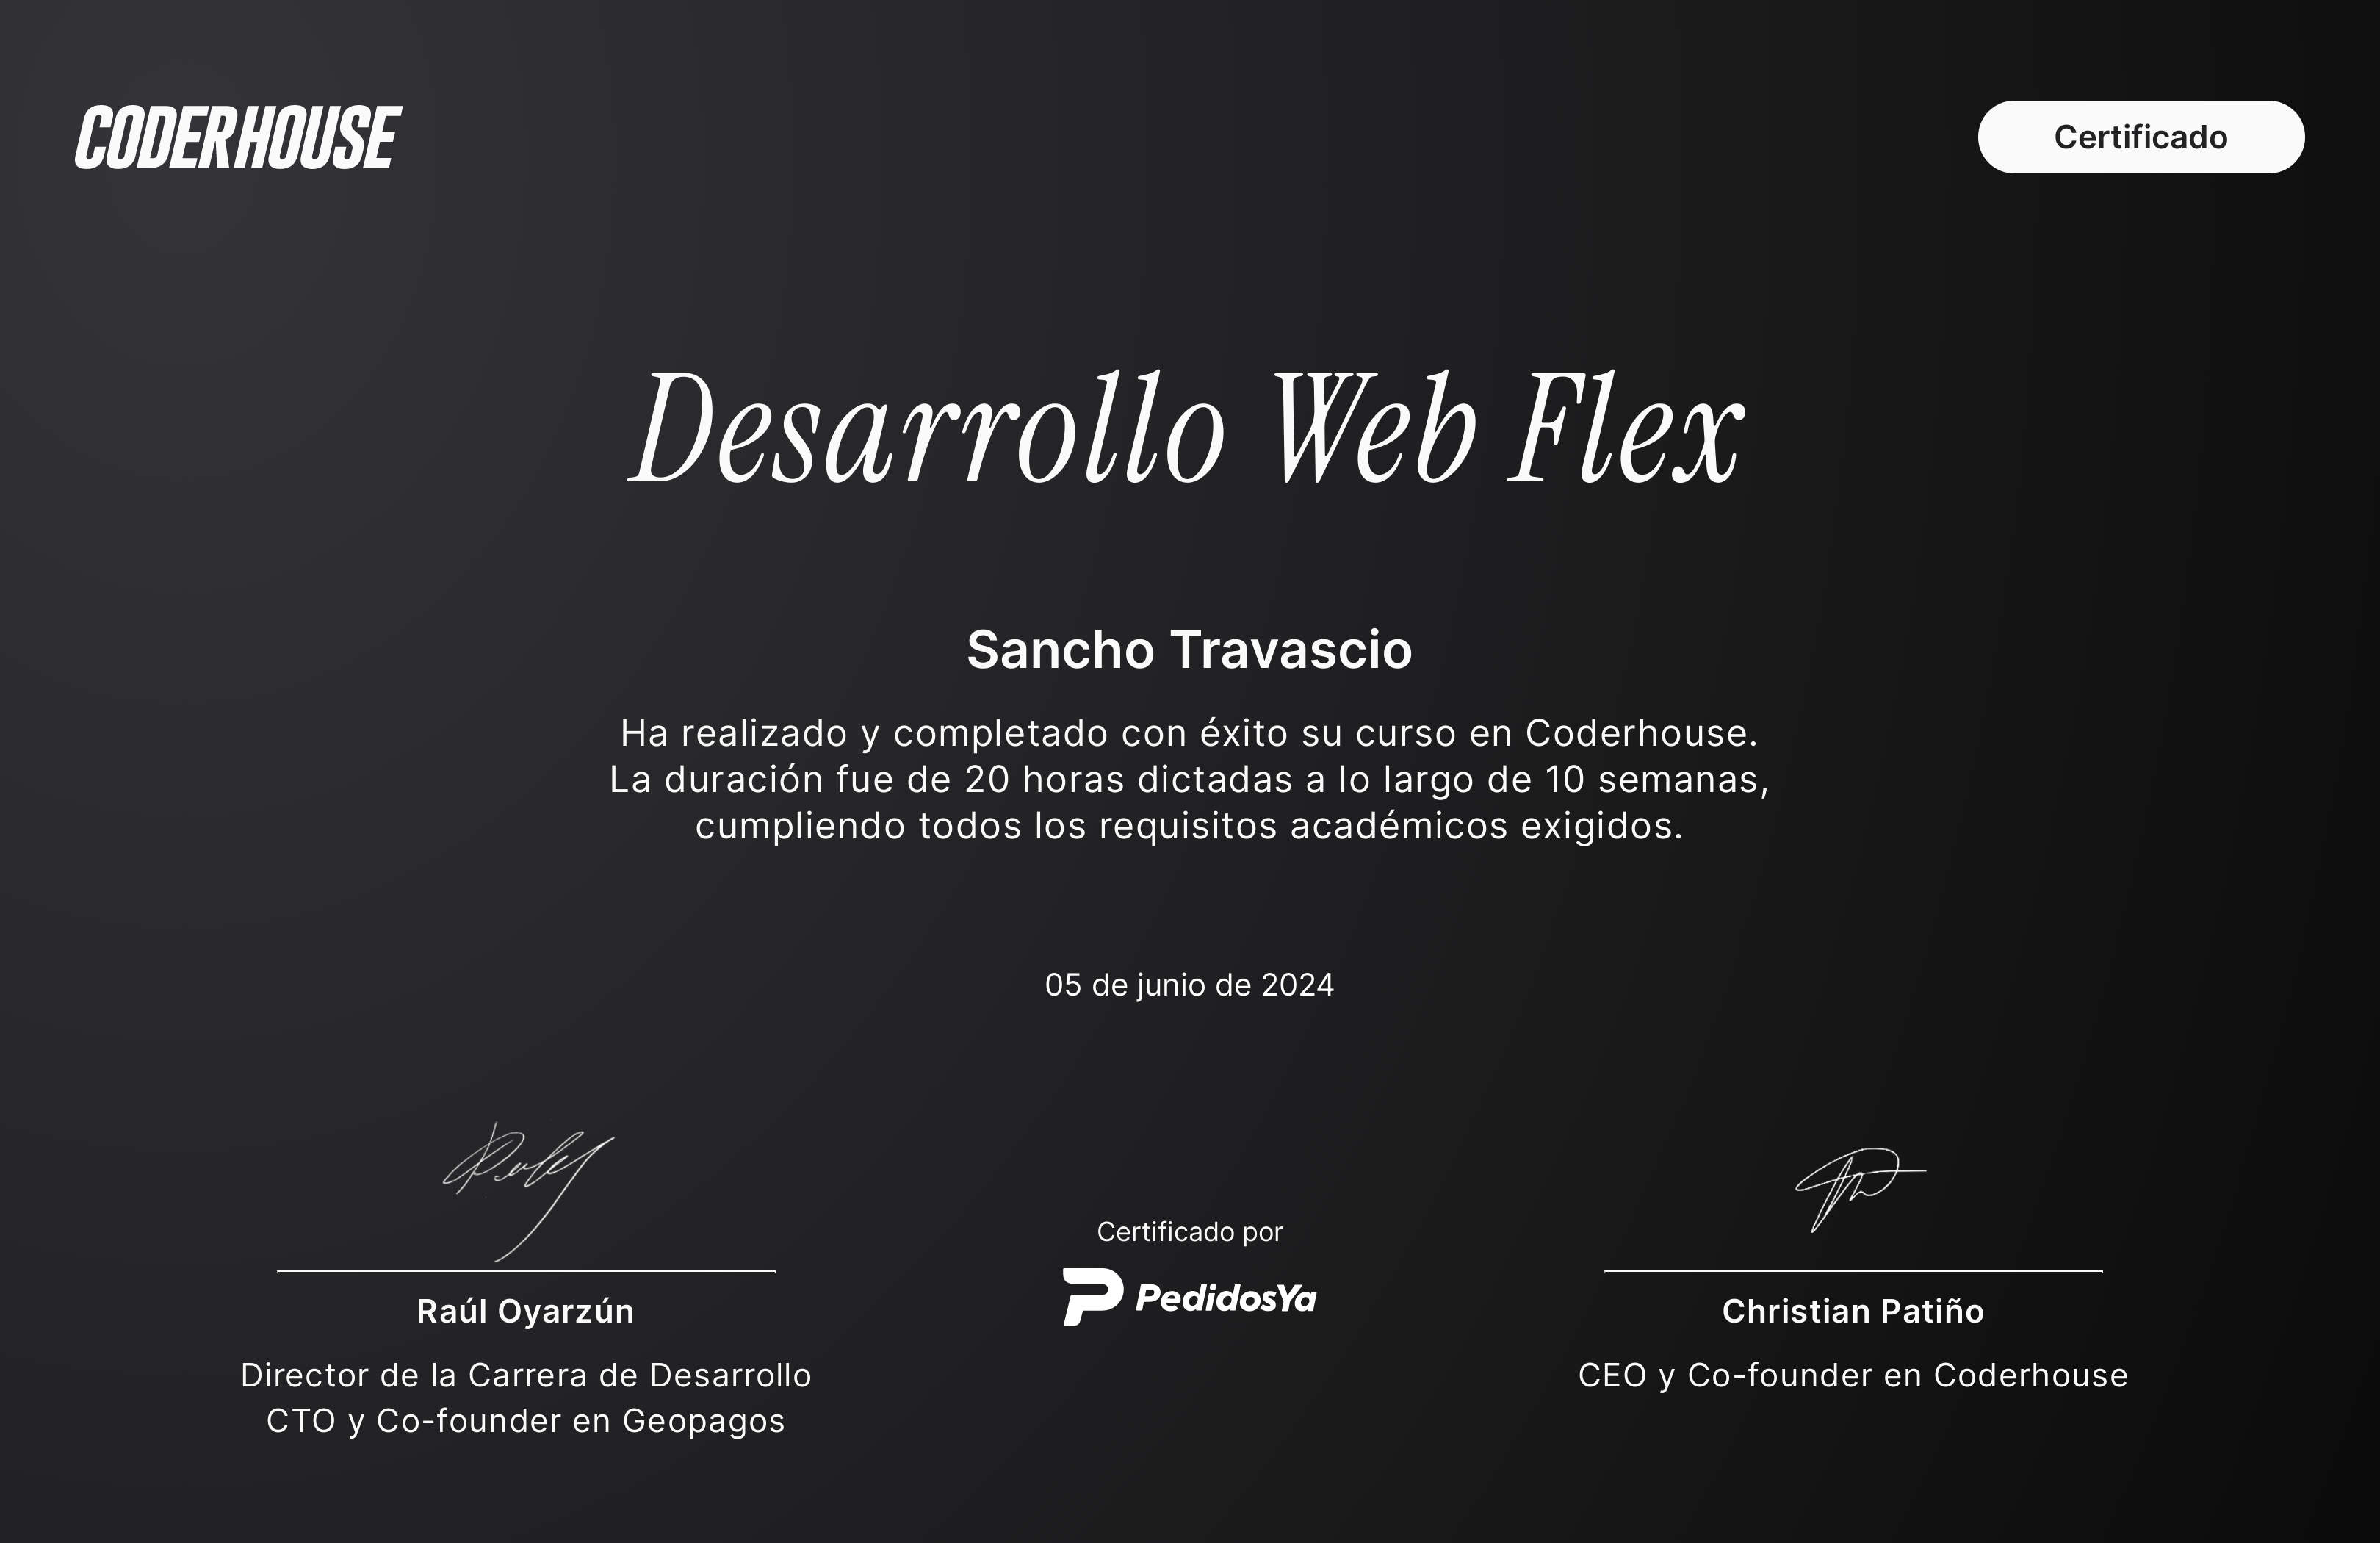 CODERHOUSE
Certificado
Desarrollo Web Flex
Sancho Travascio
Ha realizado y completado con éxito su curso en Coderhouse.
La duración fue de 20 horas dictadas a lo largo de 10 semanas,
cumpliendo todos los requisitos académicos exigidos.
05 de junio de 2024
Certificado por
PedidosYa
Raúl Oyarzún
Director de la Carrera de Desarrollo
CTO y Co-founder en Geopagos
Christian Patiño
CEO y Co-founder en Coderhouse